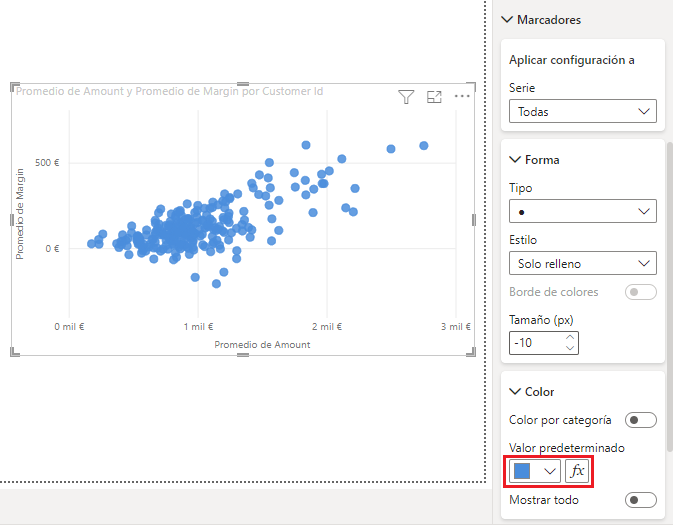 Promedio de Amount y Promedio de Margin por Customer Id
Promedio de Margin
500 €
0 €
0 mil €
1 mil €
2 mil €
3 mil €
Promedio de Amount
Marcadores
Aplicar configuración a
Serie
Todas
Forma
Tipo
●
Estilo
Solo relleno
Borde de colores
Tamaño (px)
-10
Color
Color por categoría
Valor predeterminado
fx
Mostrar todo